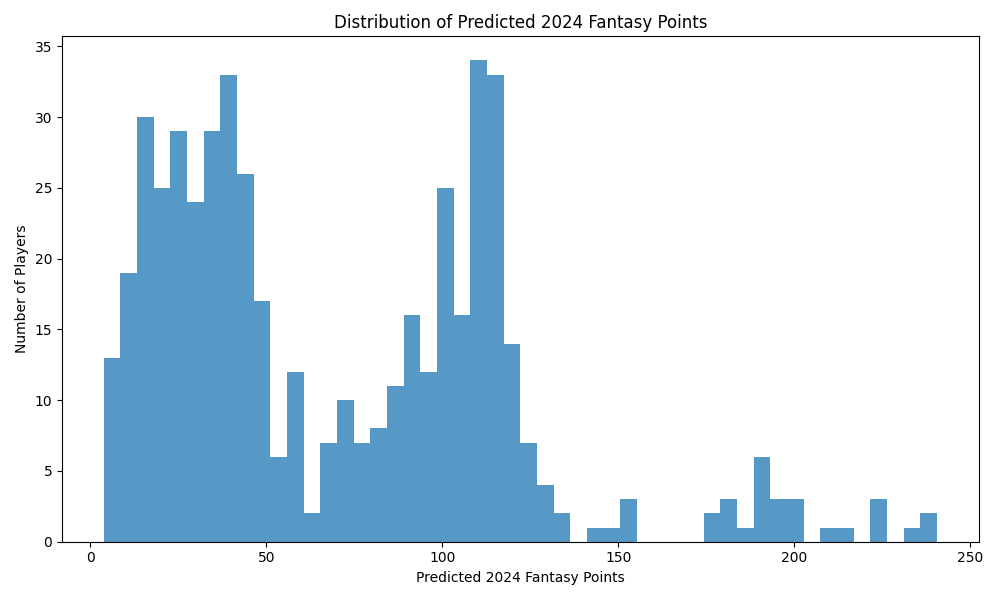 Distribution of Predicted 2024 Fantasy Points
35
30
25
20
15
10
5
0
Number of Players
0 50 100 150 200 250
Predicted 2024 Fantasy Points